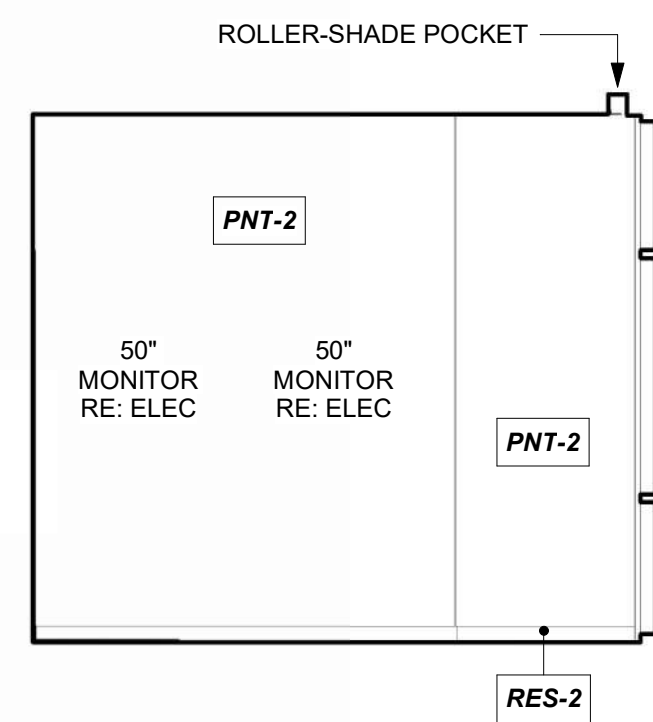 ROLLER-SHADE POCKET
PNT-2
50"
MONITOR
RE: ELEC
50"
MONITOR
RE: ELEC
PNT-2
RES-2